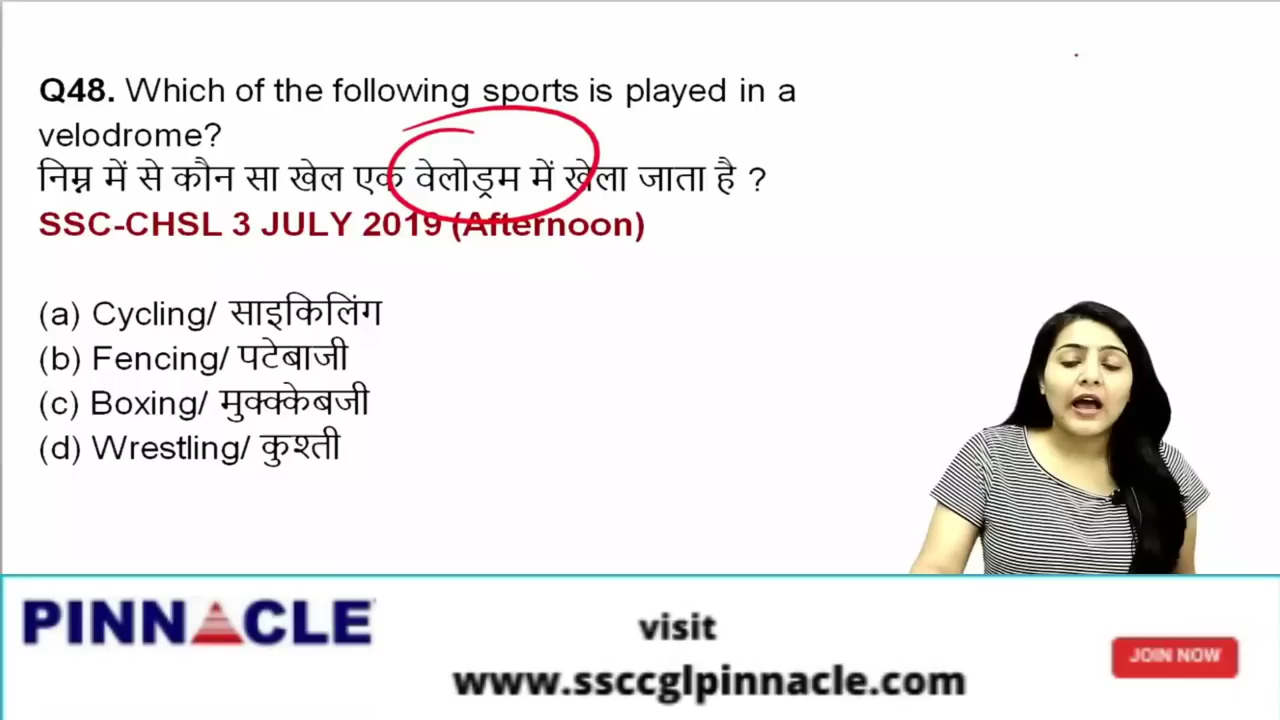 Q48. Which of the following sports is played in a
velodrome?
निम्न में से कौन सा खेल एक वेलोड्रम में खेला जाता है ?
SSC-CHSL 3 JULY 2019 (Afternoon)
(a) Cycling/ साइकिलिंग
(b) Fencing/ पटेबाजी
(c) Boxing/ मुक्क्केबजी
(d) Wrestling/ कुश्ती
PINNACLE
visit
www.ssccglpinnacle.com
JOIN NOW